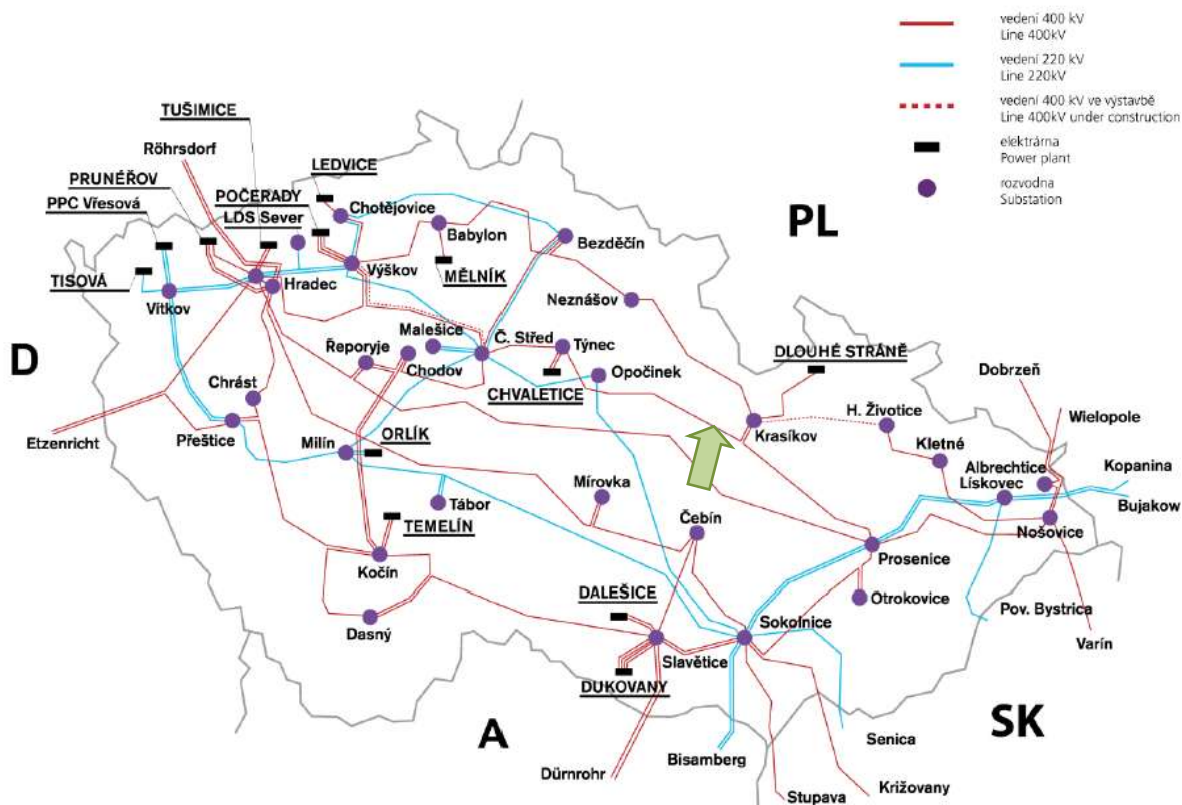 vedení 400 kV
Line 400kV
vedení 220 kV
Line 220kV
vedení 400 kV ve výstavbě
Line 400kV under construction
elektrárna
Power plant
rozvodna
Substation
TUŠIMICE
Röhrsdorf
LEDVICE
PRUNÉŘOV
POČERADY
PPC Vřesová
LDS Sever
Chotějovice
Babylon
Bezděčín
PL
TISOVÁ
Hradec
Výškov
MĚLNÍK
Vítkov
Neznášov
Malešice
Č. Střed
Týnec
Řeporyje
Chodov
Opočinek
DLOUHÉ STRÁNĚ
D
Chrást
CHVALETICE
Dobrzeň
Krasíkov
H. Životice
Wielopole
Etzenricht
Přeštice
Milín
ORLÍK
Kletné
Albrechtice
Lískovec
Kopanina
Bujakow
Mírovka
Tábor
Čebín
TEMELÍN
Nošovice
Kočín
Prosenice
DALEŠICE
Otrokovice
Dasný
Sokolnice
Pov. Bystrica
Varín
Slavětice
DUKOVANY
A
SK
Senica
Bisamberg
Dürnrohr
Križovany
Stupava